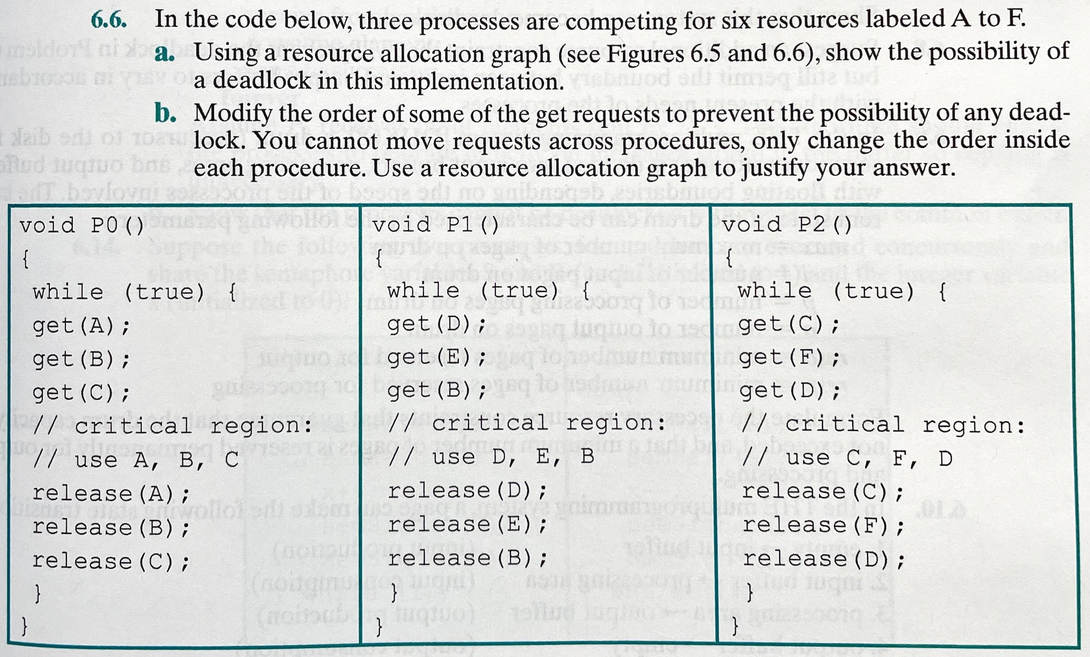 6.6. In the code below, three processes are competing for six resources labeled A to F.
a. Using a resource allocation graph (see Figures 6.5 and 6.6), show the possibility of
a deadlock in this implementation.
b. Modify the order of some of the get requests to prevent the possibility of any dead-
lock. You cannot move requests across procedures, only change the order inside
each procedure. Use a resource allocation graph to justify your answer.
void P0()
{
while (true) {
get(A);
get(B);
get(C);
// critical region:
// use A, B, C
release(A);
release(B);
release(C);
}
}
void P1()
{
while (true) {
get(D);
get(E);
get(B);
// critical region:
// use D, E, B
release(D);
release(E);
release(B);
}
}
void P2()
{
while (true) {
get(C);
get(F);
get(D);
// critical region:
// use C, F, D
release(C);
release(F);
release(D);
}
}